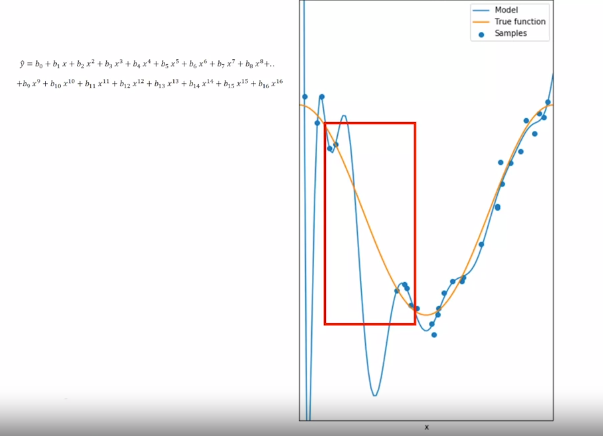 ŷ = b₀ + b₁ x + b₂ x² + b₃ x³ + b₄ x⁴ + b₅ x⁵ + b₆ x⁶ + b₇ x⁷ + b₈ x⁸+..
+b₉ x⁹ + b₁₀ x¹⁰ + b₁₁ x¹¹ + b₁₂ x¹² + b₁₃ x¹³ + b₁₄ x¹⁴ + b₁₅ x¹⁵ + b₁₆ x¹⁶
Model
True function
Samples
x